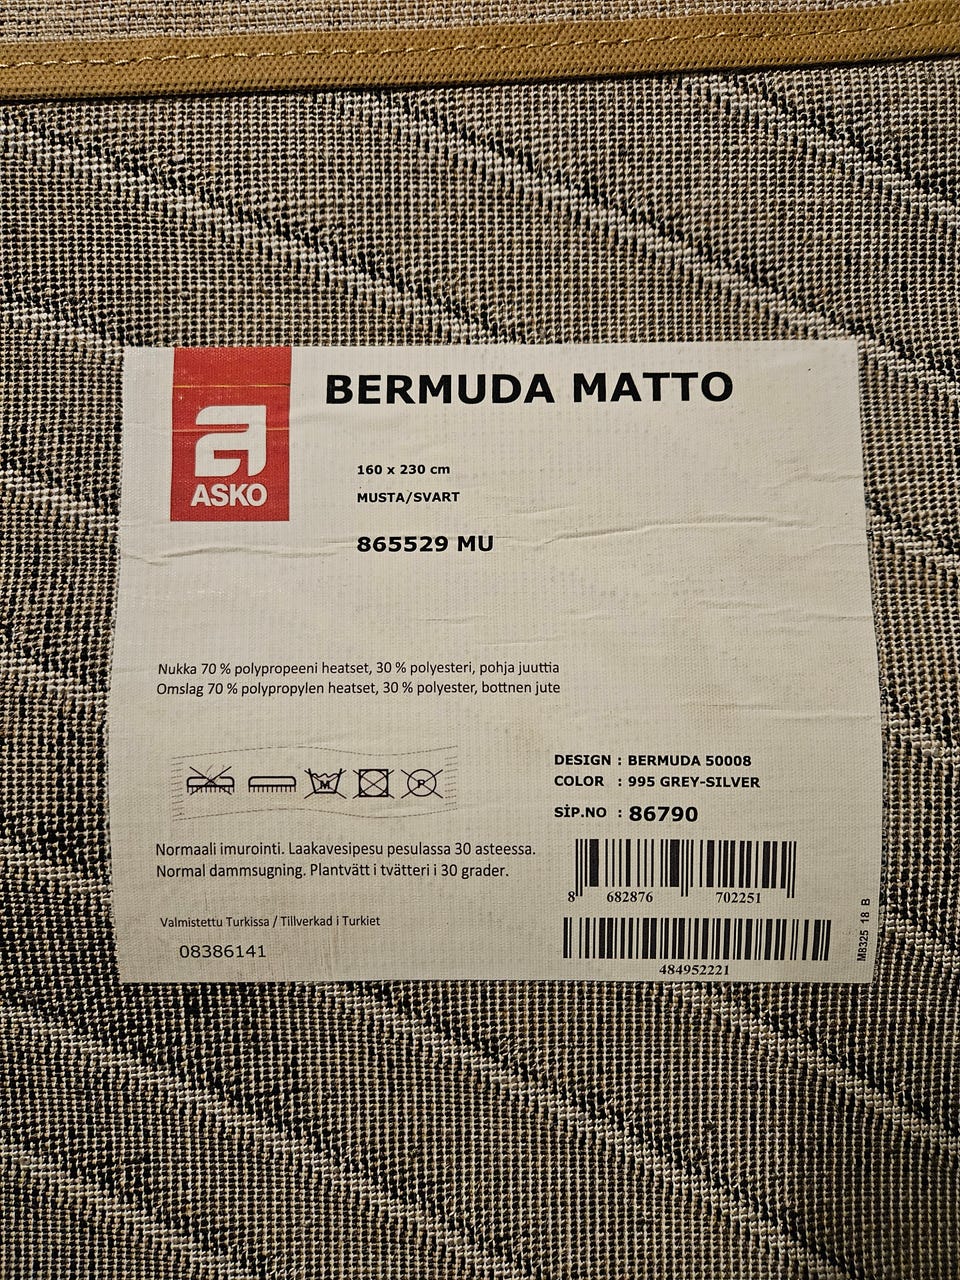 BERMUDA MATTO
ASKO
160 x 230 cm
MUSTA/SVART
865529 MU
Nukka 70 % polypropeeni heatset, 30 % polyesteri, pohja juuttia
Omslag 70 % polypropylen heatset, 30 % polyester, bottnen jute
M
P
DESIGN : BERMUDA 50008
COLOR : 995 GREY-SILVER
SİP.NO : 86790
Normaali imurointi. Laakavesipesu pesulassa 30 asteessa.
Normal dammsugning. Plantvätt i tvätteri i 30 grader.
8 682876 702251
Valmistettu Turkissa / Tillverkad i Turkiet
08386141
484952221
M8325 18 B